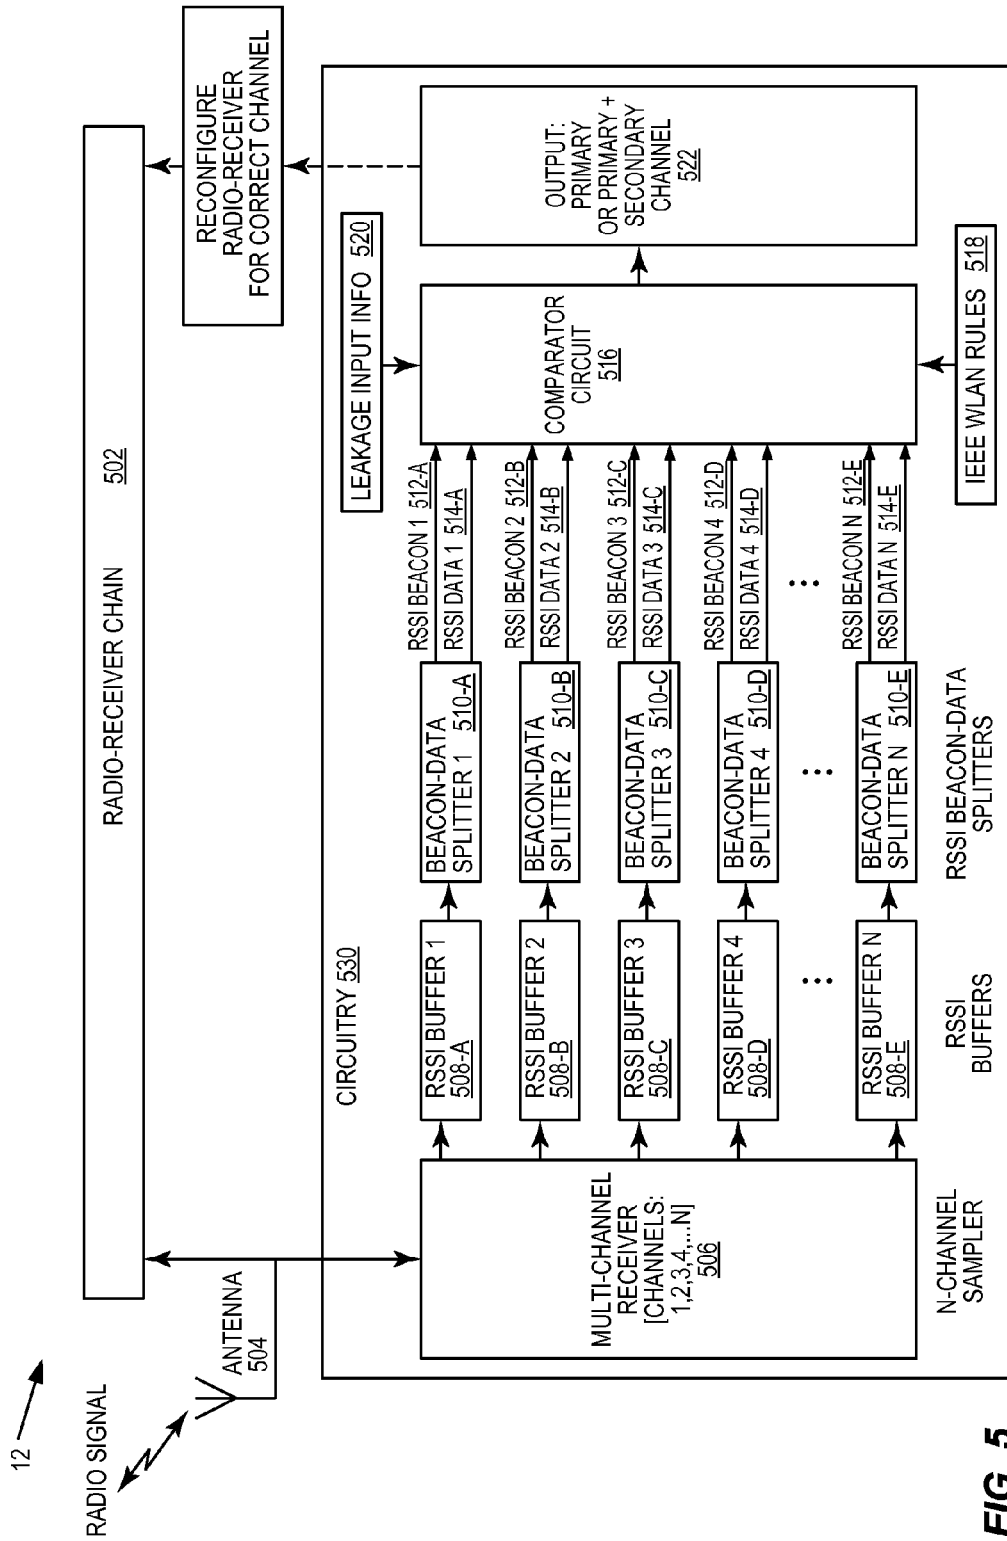 12
RADIO SIGNAL
ANTENNA
504
RADIO-RECEIVER CHAIN 502
RECONFIGURE
RADIO-RECEIVER
FOR CORRECT CHANNEL
CIRCUITRY 530
MULTI-CHANNEL
RECEIVER
[CHANNELS:
1,2,3,4,...N]
506
N-CHANNEL
SAMPLER
RSSI BUFFER 1
508-A
RSSI BUFFER 2
508-B
RSSI BUFFER 3
508-C
RSSI BUFFER 4
508-D
...
RSSI BUFFER N
508-E
RSSI
BUFFERS
BEACON-DATA
SPLITTER 1 510-A
BEACON-DATA
SPLITTER 2 510-B
BEACON-DATA
SPLITTER 3 510-C
BEACON-DATA
SPLITTER 4 510-D
...
BEACON-DATA
SPLITTER N 510-E
RSSI BEACON-DATA
SPLITTERS
RSSI BEACON 1 512-A
RSSI DATA 1 514-A
RSSI BEACON 2 512-B
RSSI DATA 2 514-B
RSSI BEACON 3 512-C
RSSI DATA 3 514-C
RSSI BEACON 4 512-D
RSSI DATA 4 514-D
...
RSSI BEACON N 512-E
RSSI DATA N 514-E
LEAKAGE INPUT INFO 520
COMPARATOR
CIRCUIT
516
IEEE WLAN RULES 518
OUTPUT:
PRIMARY
OR PRIMARY +
SECONDARY
CHANNEL
522
FIG. 5